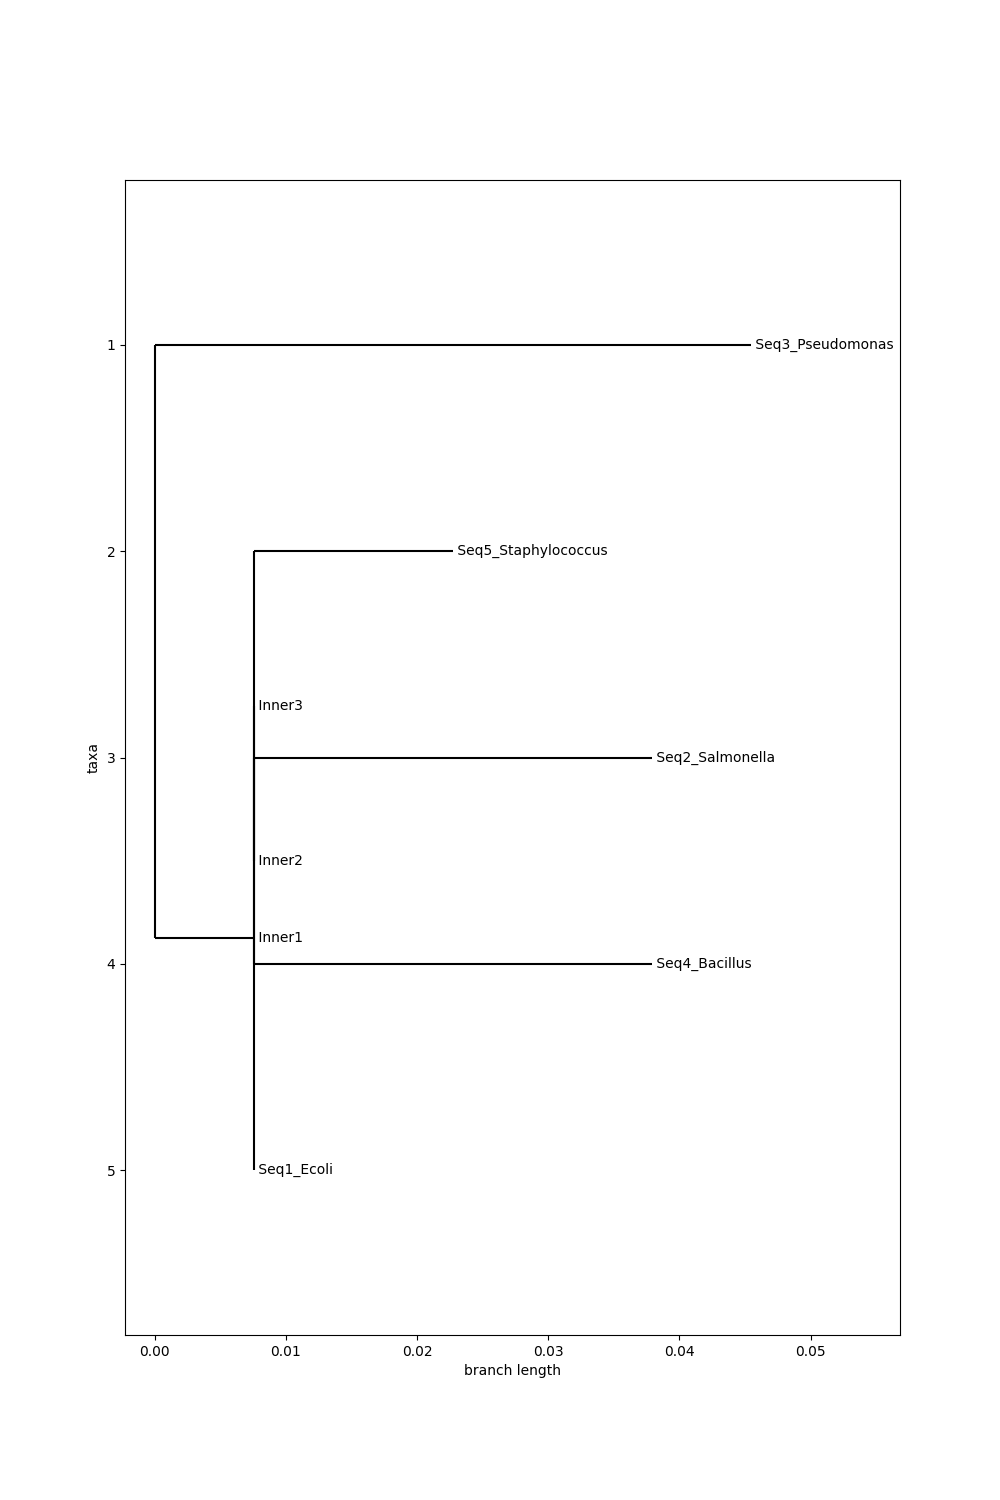 1
Seq3_Pseudomonas
2
Seq5_Staphylococcus
Inner3
taxa
3
Seq2_Salmonella
Inner2
Inner1
4
Seq4_Bacillus
5
Seq1_Ecoli
0.00 0.01 0.02 0.03 0.04 0.05
branch length